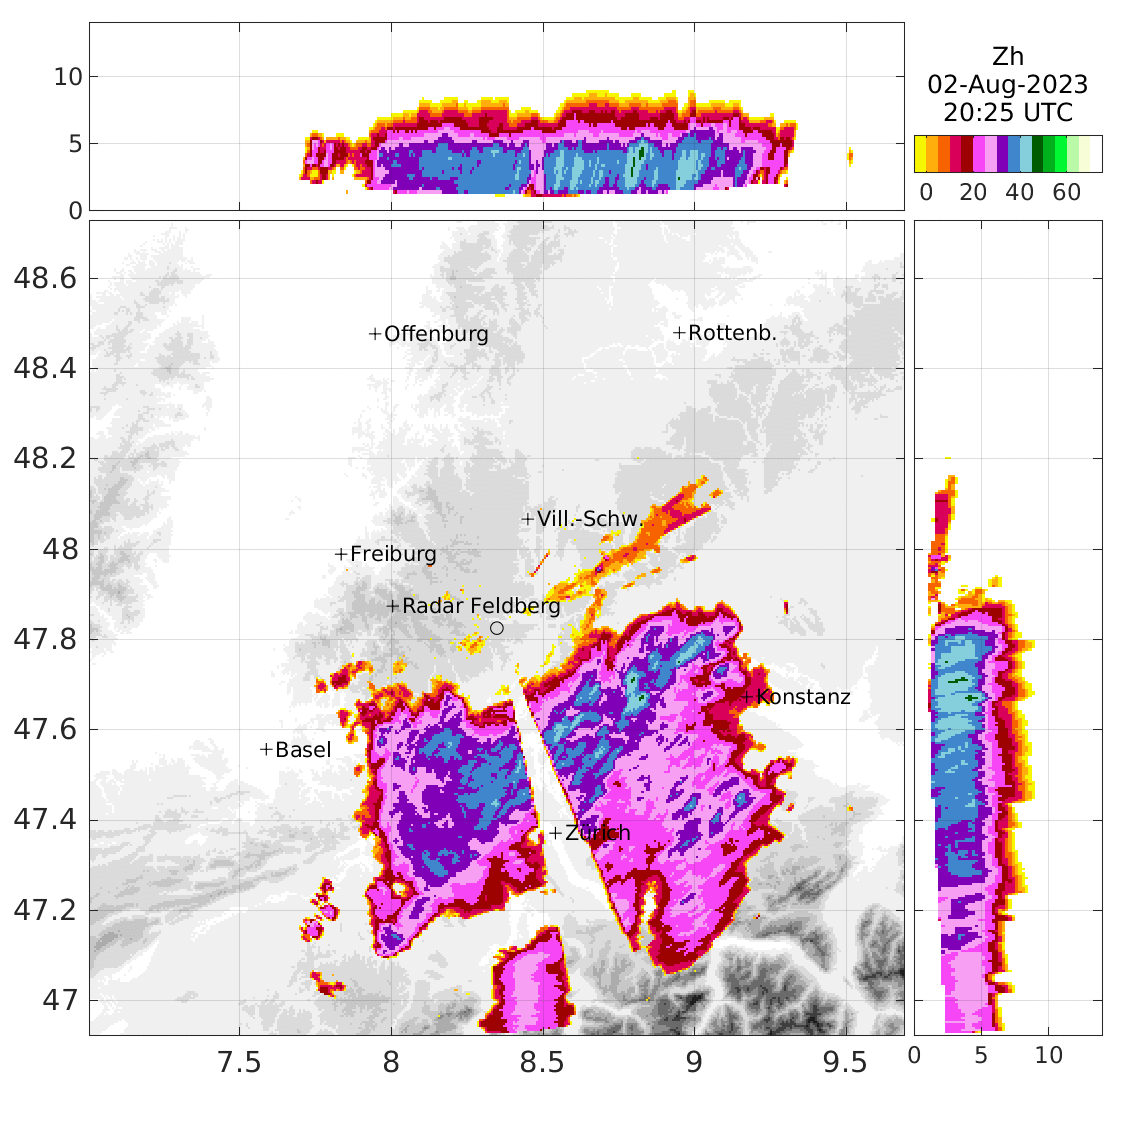 10
5
0
Zh
02-Aug-2023
20:25 UTC
0 20 40 60
48.6
48.4
48.2
48
47.8
47.6
47.4
47.2
47
+Offenburg
+Rottenb.
+Vill.-Schw.
+Freiburg
+Radar Feldberg
+Konstanz
+Basel
+Zürich
7.5 8 8.5 9 9.5
0 5 10